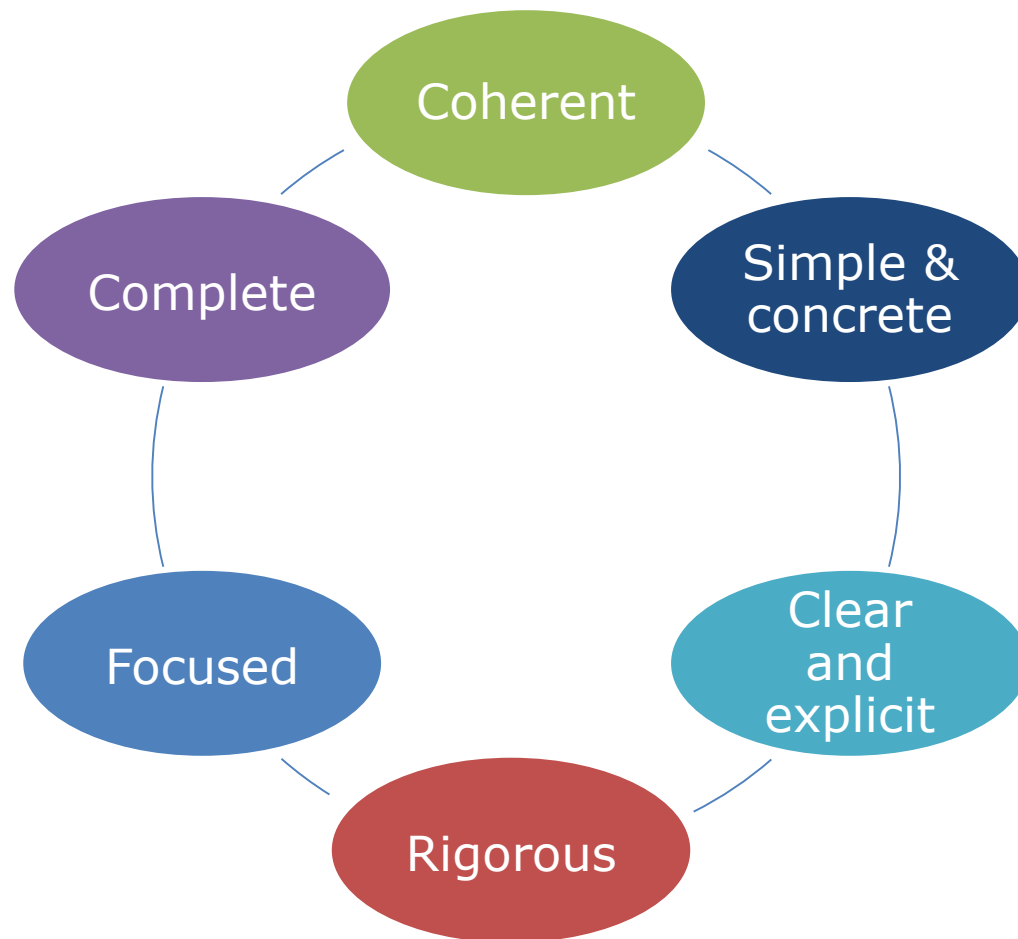 Coherent
Simple &
concrete
Clear
and
explicit
Rigorous
Focused
Complete